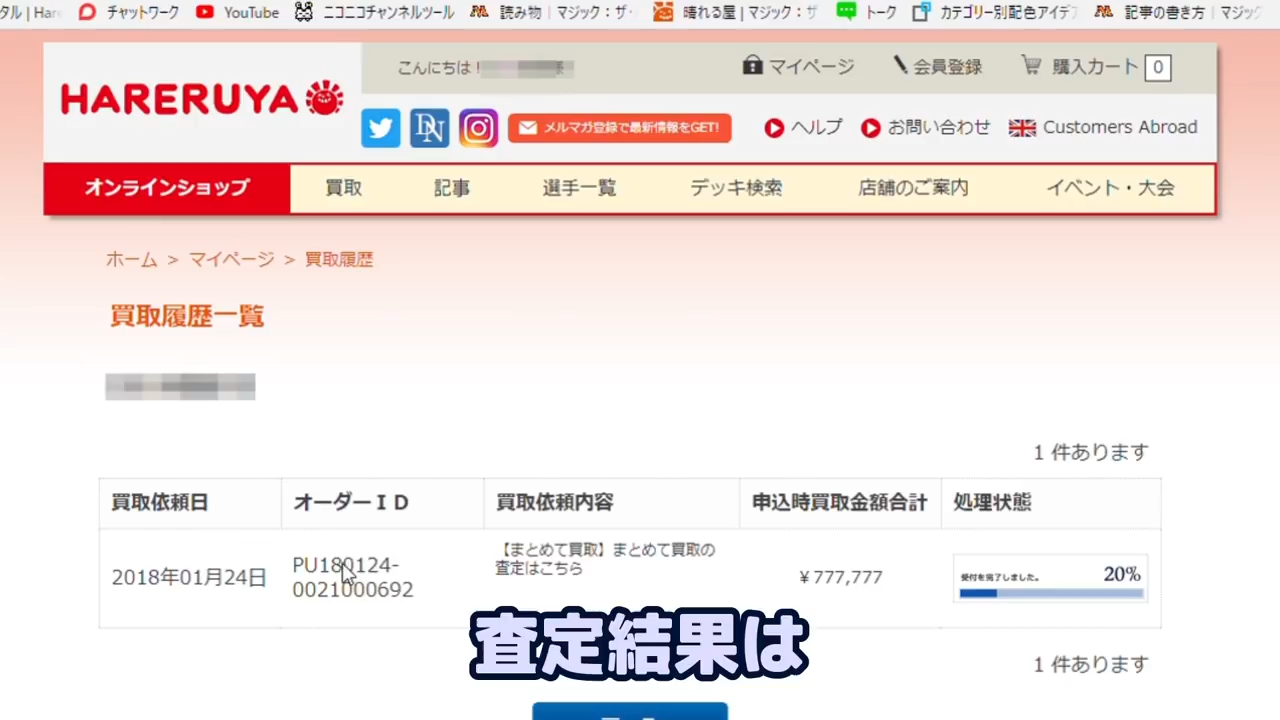 タル | Har
チャットワーク
YouTube
ニコニコチャンネルツール
読み物 | マジック：ザ・
晴れる屋 | マジック：ザ
トーク
カテゴリー別配色アイデア
記事の書き方 | マジック
HARERUYA
こんにちは！
様
マイページ
会員登録
購入カート 0
メルマガ登録で最新情報をGET!
ヘルプ
お問い合わせ
Customers Abroad
オンラインショップ
買取
記事
選手一覧
デッキ検索
店舗のご案内
イベント・大会
ホーム > マイページ > 買取履歴
買取履歴一覧
1 件あります
買取依頼日
オーダーＩＤ
買取依頼内容
申込時買取金額合計
処理状態
2018年01月24日
PU180124-
0021000692
【まとめて買取】まとめて買取の
査定はこちら
￥777,777
受付を完了しました。
20%
査定結果は
1 件あります